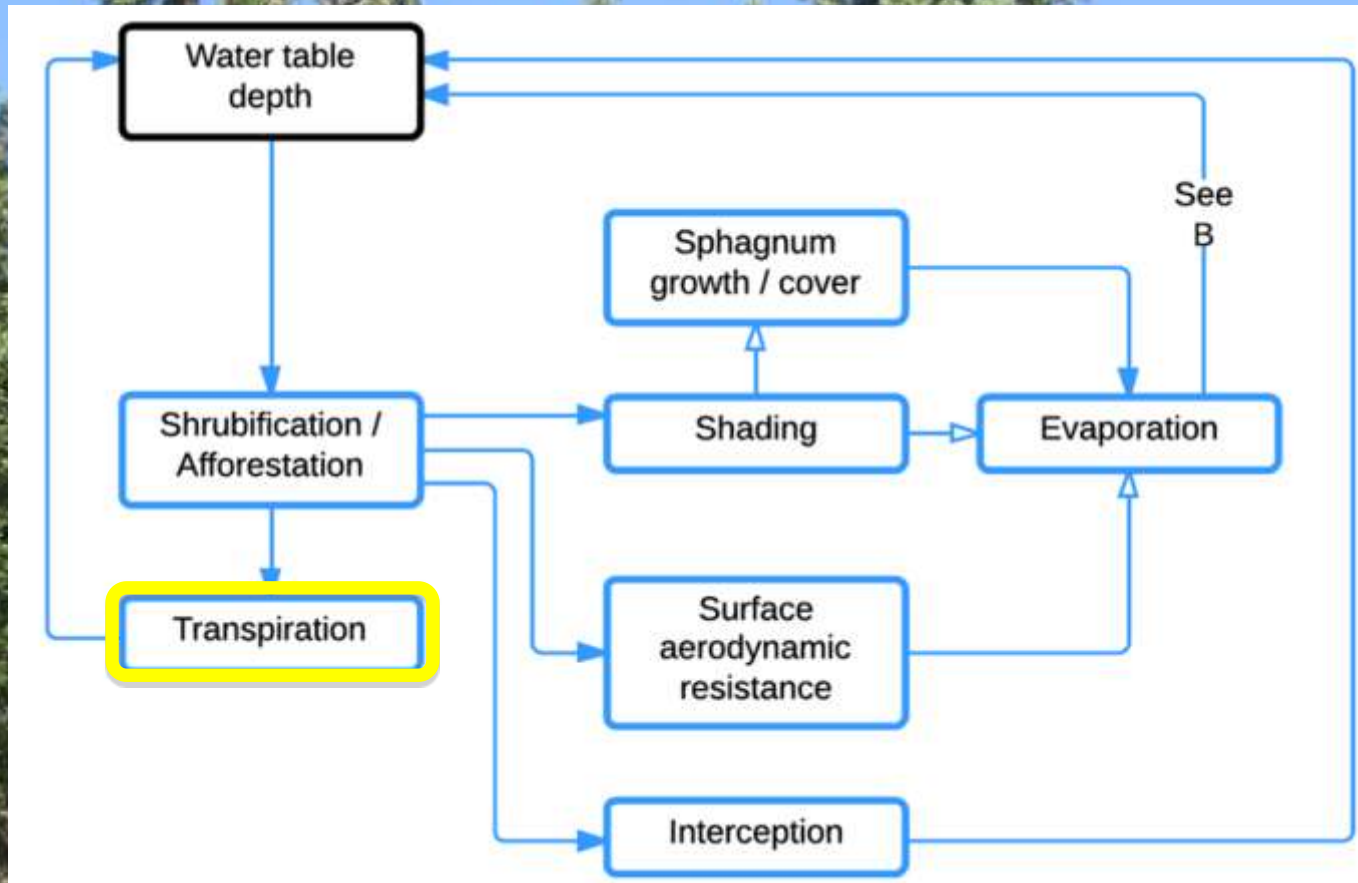 Water table
depth
See
B
Sphagnum
growth / cover
Shrubification /
Afforestation
Shading
Evaporation
Transpiration
Surface
aerodynamic
resistance
Interception